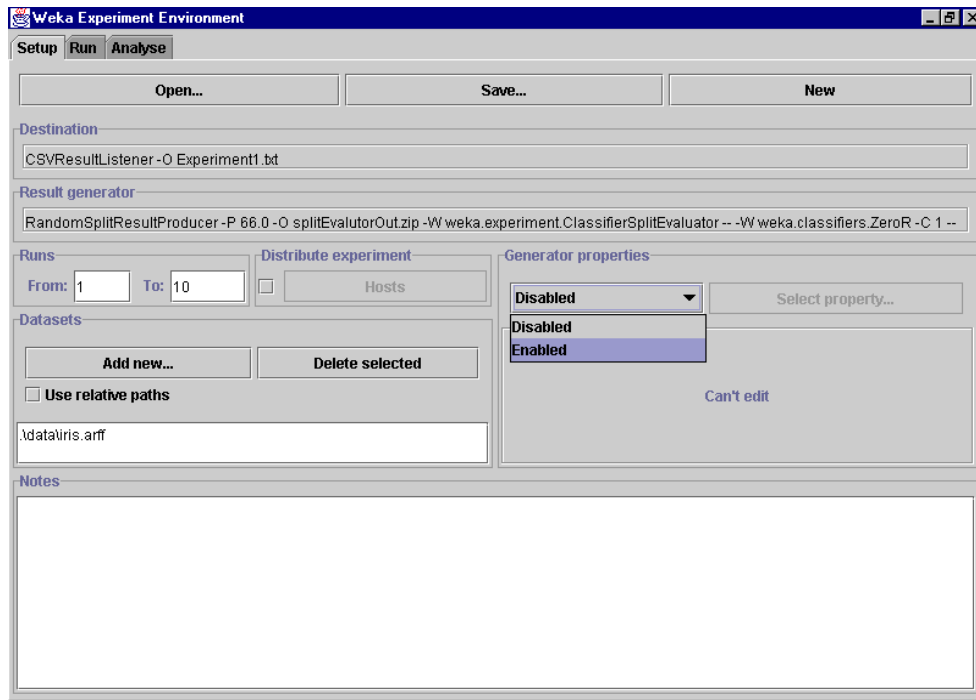 Weka Experiment Environment
Setup Run Analyse
Open... Save... New
Destination
CSVResultListener -O Experiment1.txt
Result generator
RandomSplitResultProducer -P 66.0 -O splitEvalutorOut.zip -W weka.experiment.ClassifierSplitEvaluator -- -W weka.classifiers.ZeroR -C 1 --
Runs
From: 1 To: 10
Distribute experiment
Hosts
Generator properties
Disabled Select property...
Disabled
Enabled
Can't edit
Datasets
Add new... Delete selected
Use relative paths
.\data\iris.arff
Notes